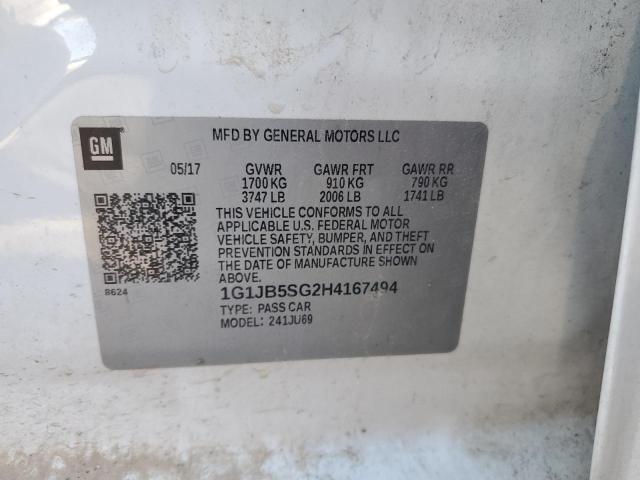 GM
MFD BY GENERAL MOTORS LLC
05/17 GVWR GAWR FRT GAWR RR
1700 KG 910 KG 790 KG
3747 LB 2006 LB 1741 LB
THIS VEHICLE CONFORMS TO ALL
APPLICABLE U.S. FEDERAL MOTOR
VEHICLE SAFETY, BUMPER, AND THEFT
PREVENTION STANDARDS IN EFFECT ON
THE DATE OF MANUFACTURE SHOWN
ABOVE.
8624
1G1JB5SG2H4167494
TYPE: PASS CAR
MODEL: 241JU69